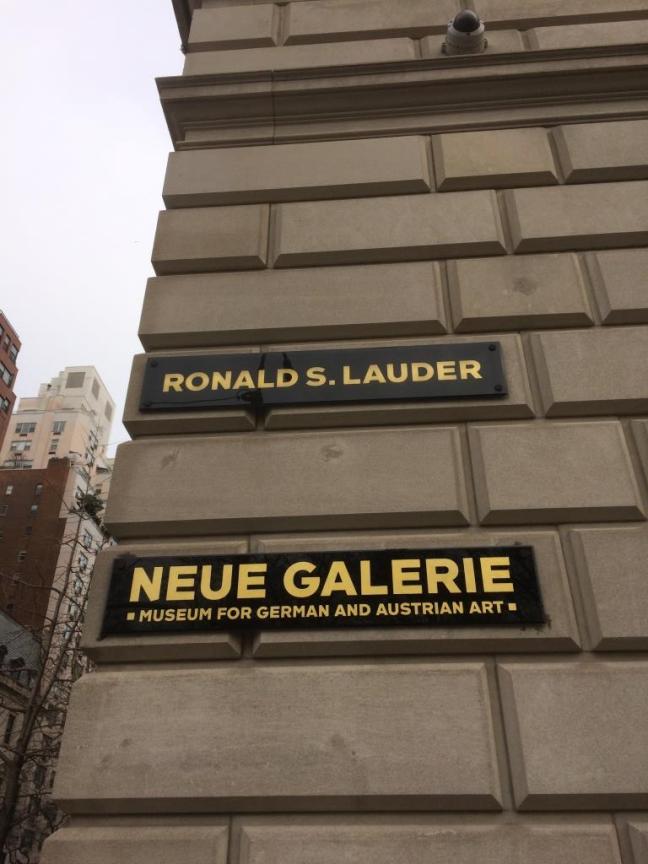 RONALD S. LAUDER
NEUE GALERIE
▪ MUSEUM FOR GERMAN AND AUSTRIAN ART ▪